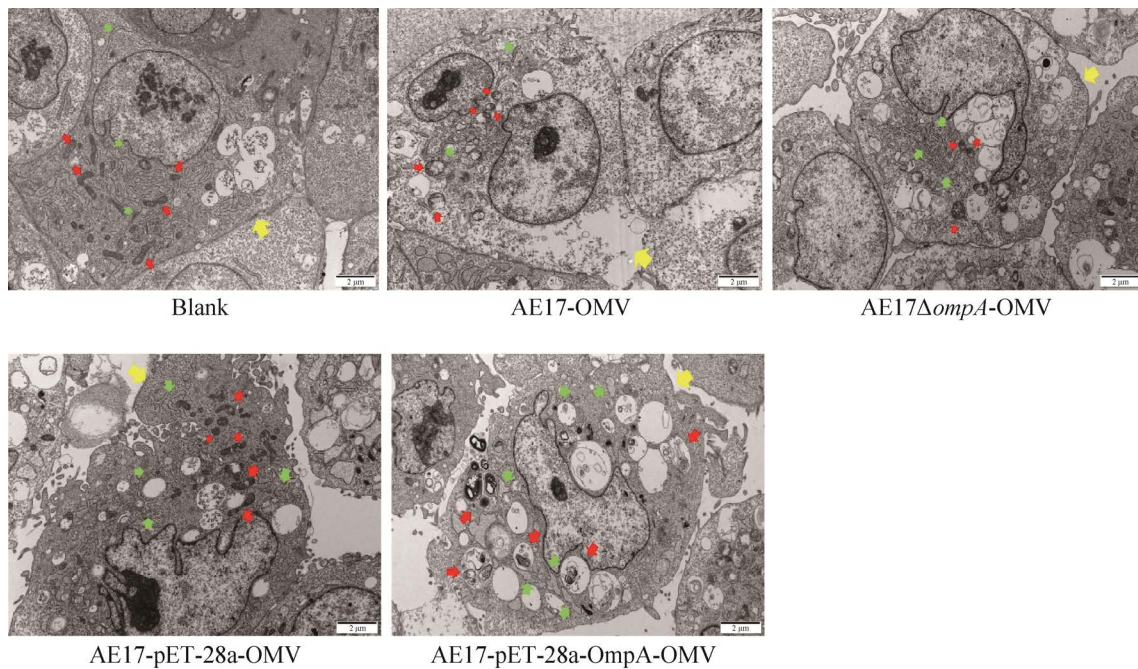 2 μm
2 μm
2 μm
Blank
AE17-OMV
AE17ΔompA-OMV
2 μm
2 μm
AE17-pET-28a-OMV
AE17-pET-28a-OmpA-OMV